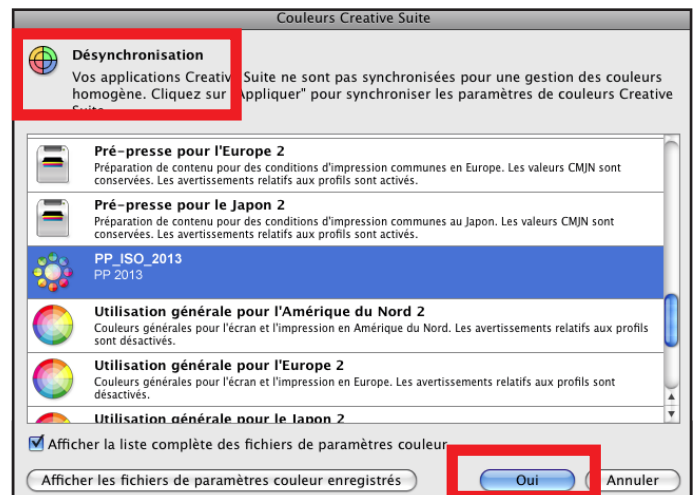 Couleurs Creative Suite
Désynchronisation
Vos applications Creativ Suite ne sont pas synchronisées pour une gestion des couleurs
homogène. Cliquez sur Appliquer" pour synchroniser les paramètres de couleurs Creative
Suite
Pré-presse pour l'Europe 2
Préparation de contenu pour des conditions d'impression communes en Europe. Les valeurs CMJN sont
conservées. Les avertissements relatifs aux profils sont activés.
Pré-presse pour le Japon 2
Préparation de contenu pour des conditions d'impression communes au Japon. Les valeurs CMJN sont
conservées. Les avertissements relatifs aux profils sont activés.
PP_ISO_2013
PP 2013
Utilisation générale pour l'Amérique du Nord 2
Couleurs générales pour l'écran et l'impression en Amérique du Nord. Les avertissements relatifs aux profils
sont désactivés.
Utilisation générale pour l'Europe 2
Couleurs générales pour l'écran et l'impression en Europe. Les avertissements relatifs aux profils sont
désactivés.
Utilisation générale pour le Japon 2
Afficher la liste complète des fichiers de paramètres couleur
Afficher les fichiers de paramètres couleur enregistrés
Oui
Annuler